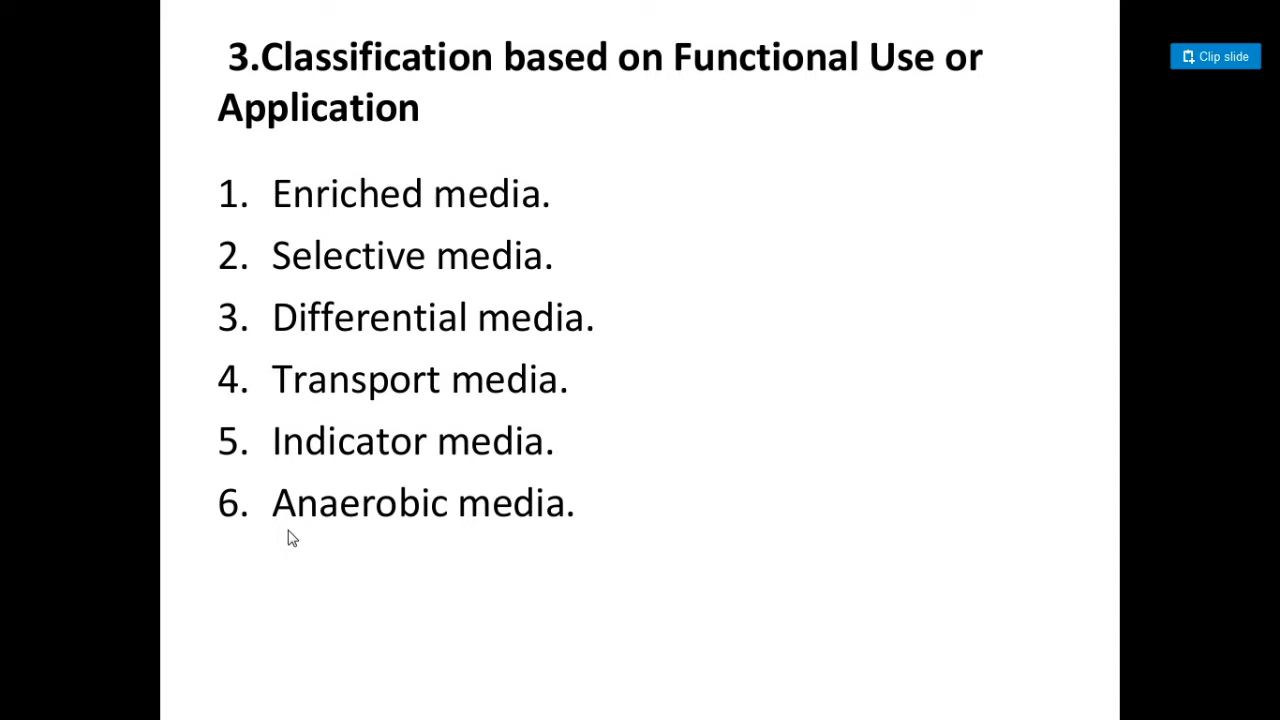 3.Classification based on Functional Use or
Application
1. Enriched media.
2. Selective media.
3. Differential media.
4. Transport media.
5. Indicator media.
6. Anaerobic media.
Clip slide